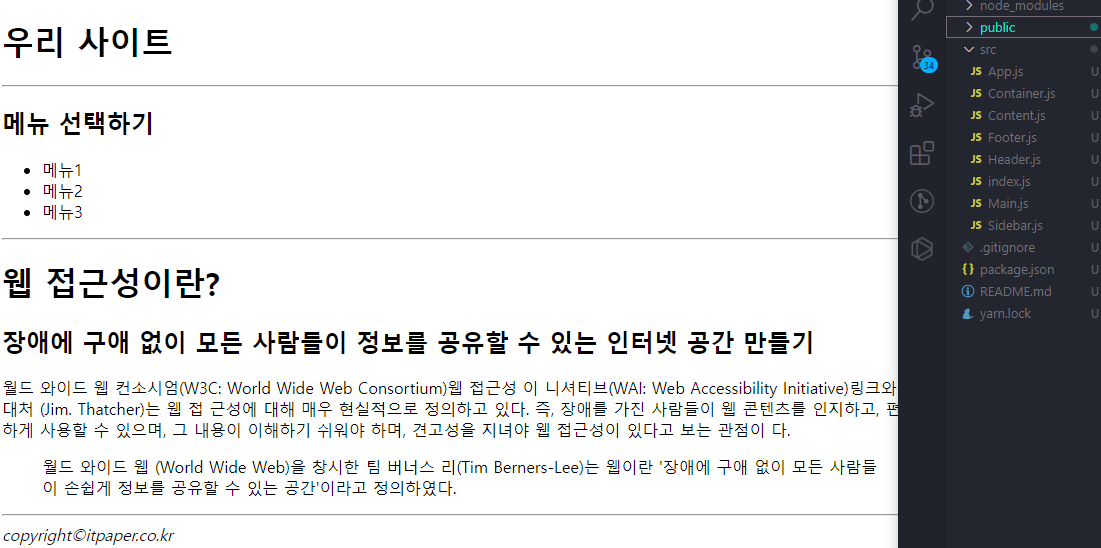 우리 사이트
메뉴 선택하기
메뉴1
메뉴2
메뉴3
웹 접근성이란?
장애에 구애 없이 모든 사람들이 정보를 공유할 수 있는 인터넷 공간 만들기
월드 와이드 웹 컨소시엄(W3C: World Wide Web Consortium)웹 접근성 이 니셔티브(WAI: Web Accessibility Initiative)링크와
대처 (Jim. Thatcher)는 웹 접 근성에 대해 매우 현실적으로 정의하고 있다. 즉, 장애를 가진 사람들이 웹 콘텐츠를 인지하고, 편
하게 사용할 수 있으며, 그 내용이 이해하기 쉬워야 하며, 견고성을 지녀야 웹 접근성이 있다고 보는 관점이 다.
월드 와이드 웹 (World Wide Web)을 창시한 팀 버너스 리(Tim Berners-Lee)는 웹이란 '장애에 구애 없이 모든 사람들
이 손쉽게 정보를 공유할 수 있는 공간'이라고 정의하였다.
copyright©itpaper.co.kr
34
node_modules
public
src
JS App.js U
JS Container.js U
JS Content.js U
JS Footer.js U
JS Header.js U
JS index.js U
JS Main.js U
JS Sidebar.js U
.gitignore U
{} package.json U
README.md U
yarn.lock U